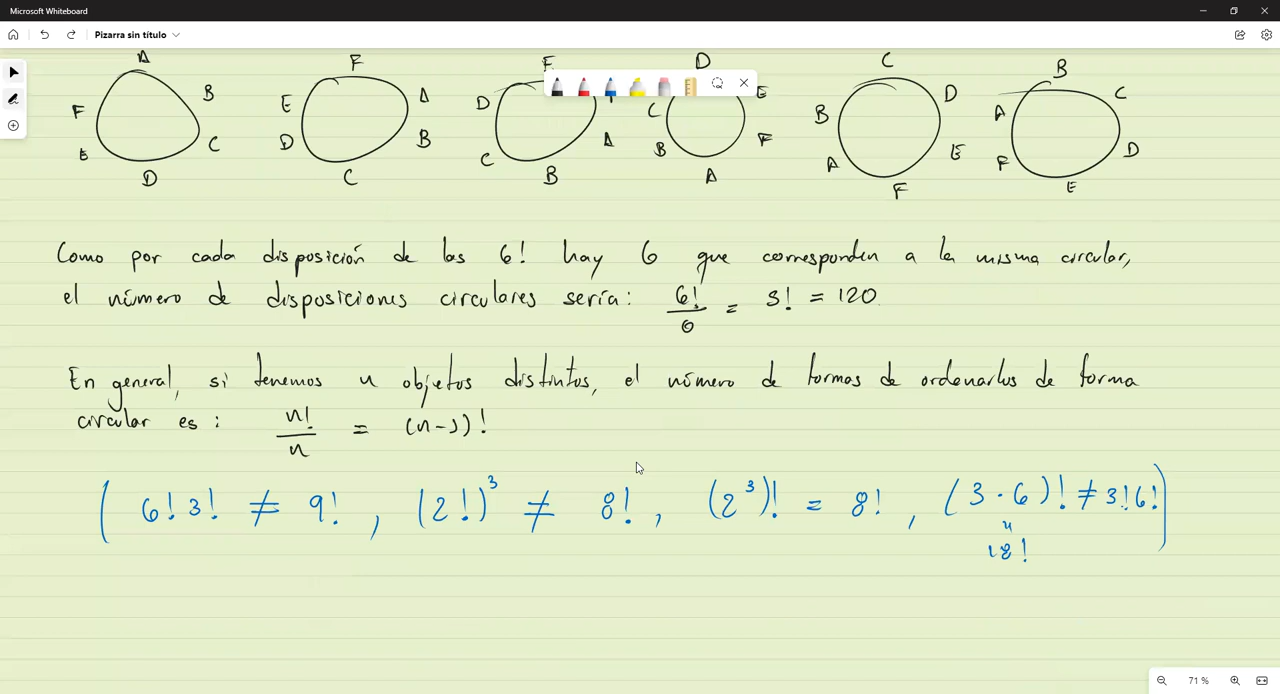 Microsoft Whiteboard
Pizarra sin título
A F E D C D
B
F B E A D C E B D A C
F
E C D B C A B F A E F D
D C B A F E
Como por cada disposición de las 6! hay 6 que corresponden a la misma circular,
el número de disposiciones circulares sería: 6!/6 = 5! = 120
En general, si tenemos n objetos distintos, el número de formas de ordenarlos de forma
circular es: n!/n = (n-1)!
( 6! 3! ≠ 9! , (2!)³ ≠ 8! , (2³)! = 8! , (3 · 6)! ≠ 3! 6! )
"
18!
71 %